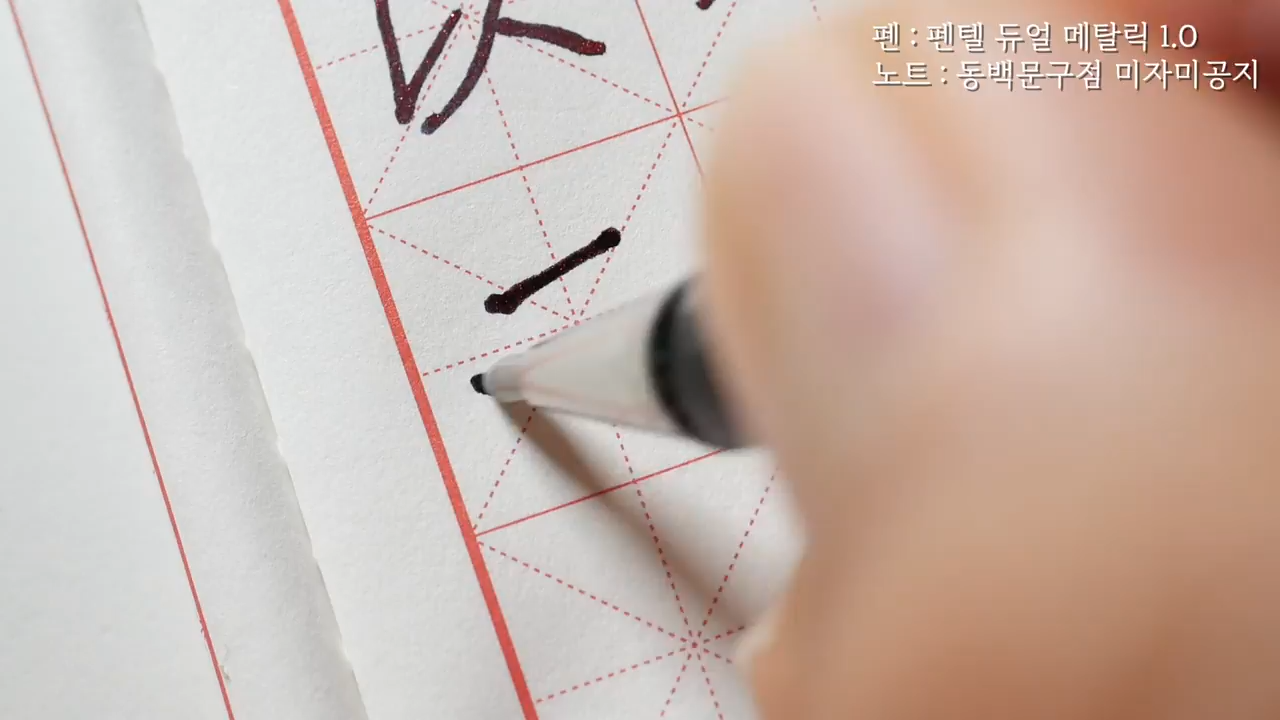 펜 : 펜텔 듀얼 메탈릭 1.0
노트 : 동백문구점 미자미공지
以